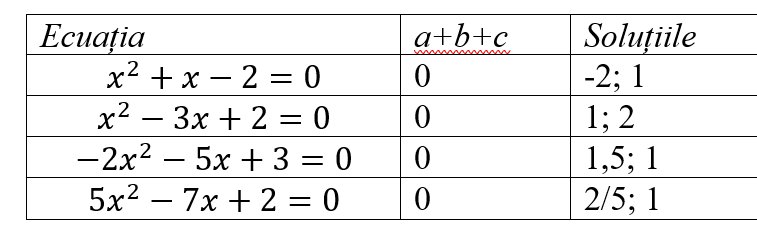 Ecuația a+b+c Soluțiile
x² + x − 2 = 0 0 -2; 1
x² − 3x + 2 = 0 0 1; 2
−2x² − 5x + 3 = 0 0 1,5; 1
5x² − 7x + 2 = 0 0 2/5; 1